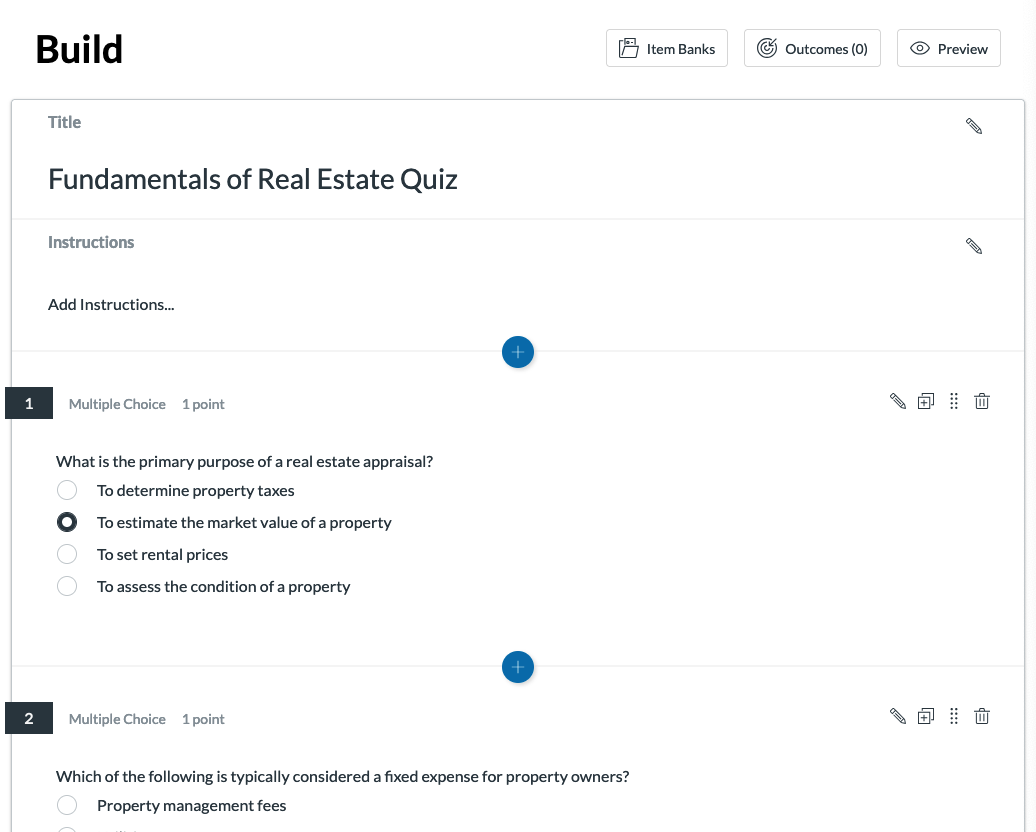 Build
Item Banks
Outcomes (0)
Preview
Title
Fundamentals of Real Estate Quiz
Instructions
Add Instructions...
1
Multiple Choice 1 point
What is the primary purpose of a real estate appraisal?
To determine property taxes
To estimate the market value of a property
To set rental prices
To assess the condition of a property
2
Multiple Choice 1 point
Which of the following is typically considered a fixed expense for property owners?
Property management fees